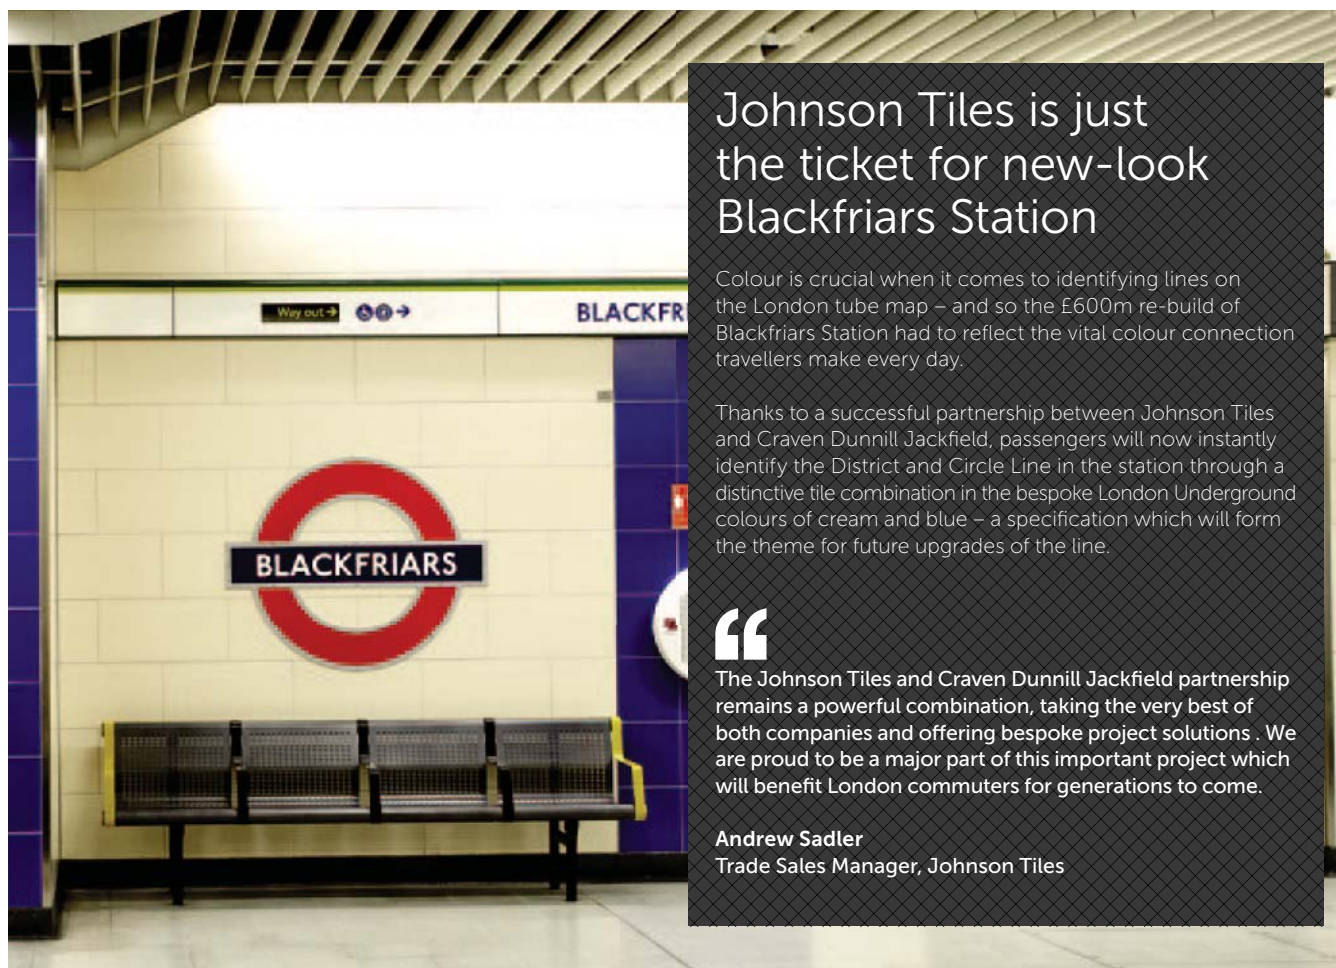 Way out →
BLACKFR
BLACKFRIARS
Johnson Tiles is just
the ticket for new-look
Blackfriars Station
Colour is crucial when it comes to identifying lines on
the London tube map – and so the £600m re-build of
Blackfriars Station had to reflect the vital colour connection
travellers make every day.
Thanks to a successful partnership between Johnson Tiles
and Craven Dunnill Jackfield, passengers will now instantly
identify the District and Circle Line in the station through a
distinctive tile combination in the bespoke London Underground
colours of cream and blue – a specification which will form
the theme for future upgrades of the line.
“
The Johnson Tiles and Craven Dunnill Jackfield partnership
remains a powerful combination, taking the very best of
both companies and offering bespoke project solutions . We
are proud to be a major part of this important project which
will benefit London commuters for generations to come.
Andrew Sadler
Trade Sales Manager, Johnson Tiles